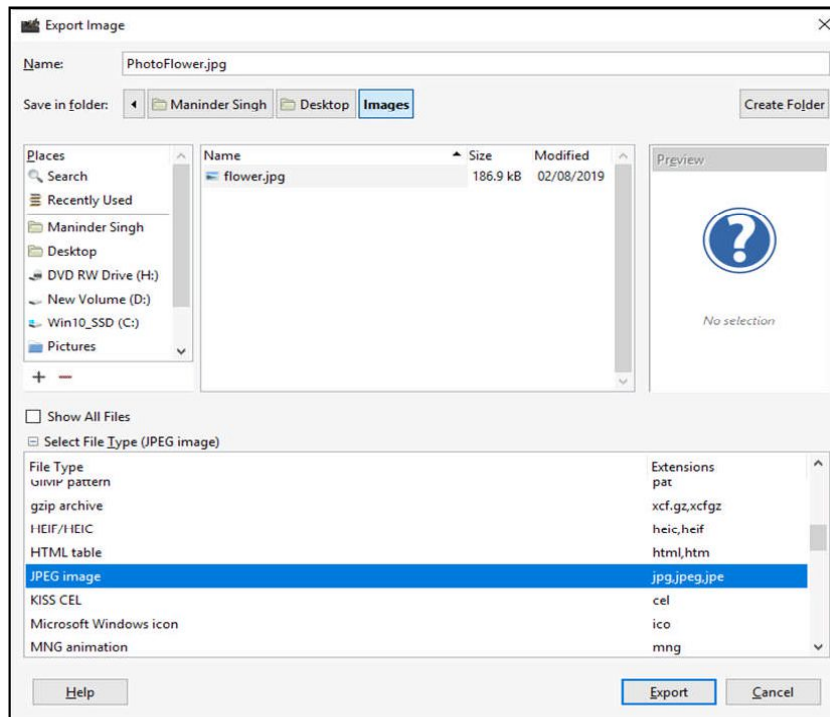 Export Image
Name: PhotoFlower.jpg
Save in folder: Maninder Singh Desktop Images Create Folder
Places
Search
Recently Used
Maninder Singh
Desktop
DVD RW Drive (H:)
New Volume (D:)
Win10_SSD (C:)
Pictures
Name Size Modified
flower.jpg 186.9 kB 02/08/2019
Preview
No selection
Show All Files
Select File Type (JPEG image)
File Type Extensions
GIMP pattern pat
gzip archive xcf.gz,xcfgz
HEIF/HEIC heic,heif
HTML table html,htm
JPEG image jpg,jpeg,jpe
KISS CEL cel
Microsoft Windows icon ico
MNG animation mng
Help Export Cancel